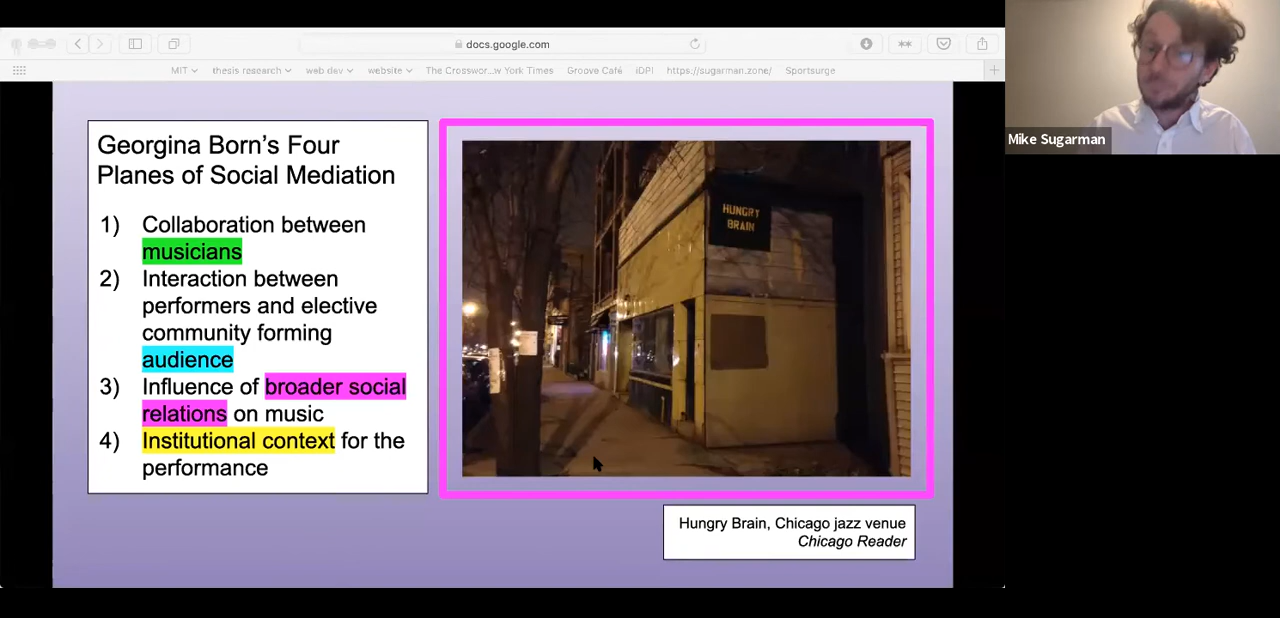 docs.google.com
MIT
thesis research
web dev
website
The Crosswor...w York Times
Groove Café
iDPI
https://sugarman.zone/
Sportsurge
Mike Sugarman
Georgina Born's Four
Planes of Social Mediation
1) Collaboration between
musicians
2) Interaction between
performers and elective
community forming
audience
3) Influence of broader social
relations on music
4) Institutional context for the
performance
HUNGRY
BRAIN
Hungry Brain, Chicago jazz venue
Chicago Reader